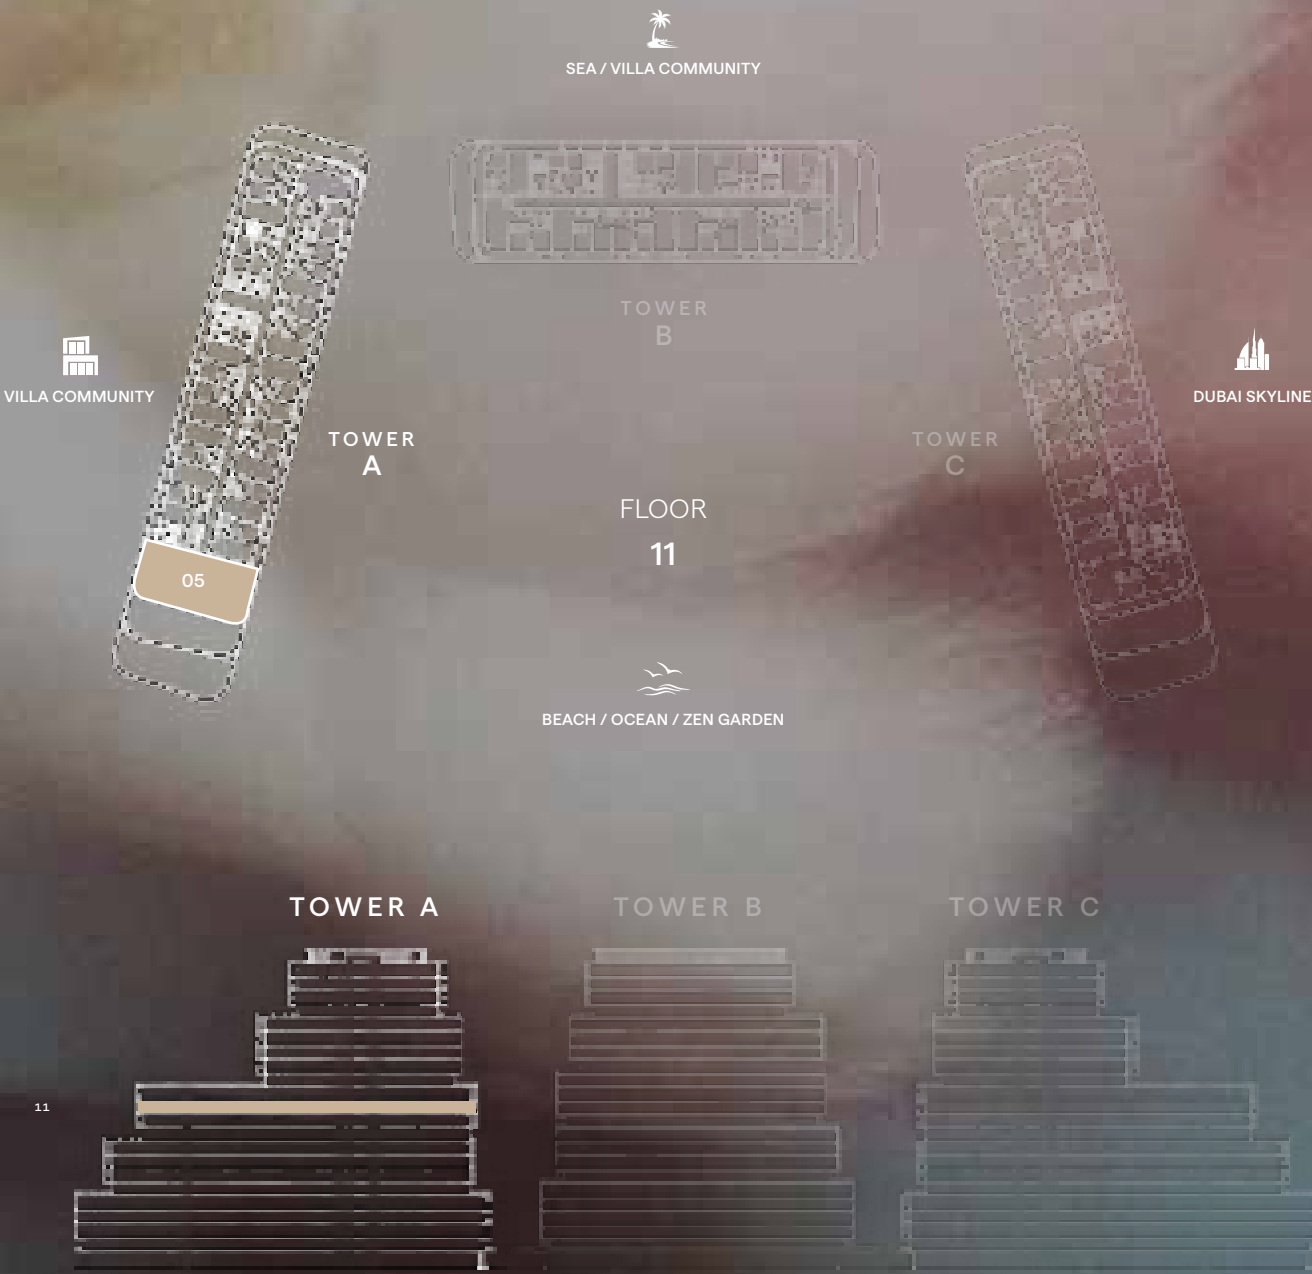 SEA / VILLA COMMUNITY
TOWER
B
VILLA COMMUNITY
DUBAI SKYLINE
TOWER
A
TOWER
C
FLOOR
11
05
BEACH / OCEAN / ZEN GARDEN
TOWER A
TOWER B
TOWER C
11